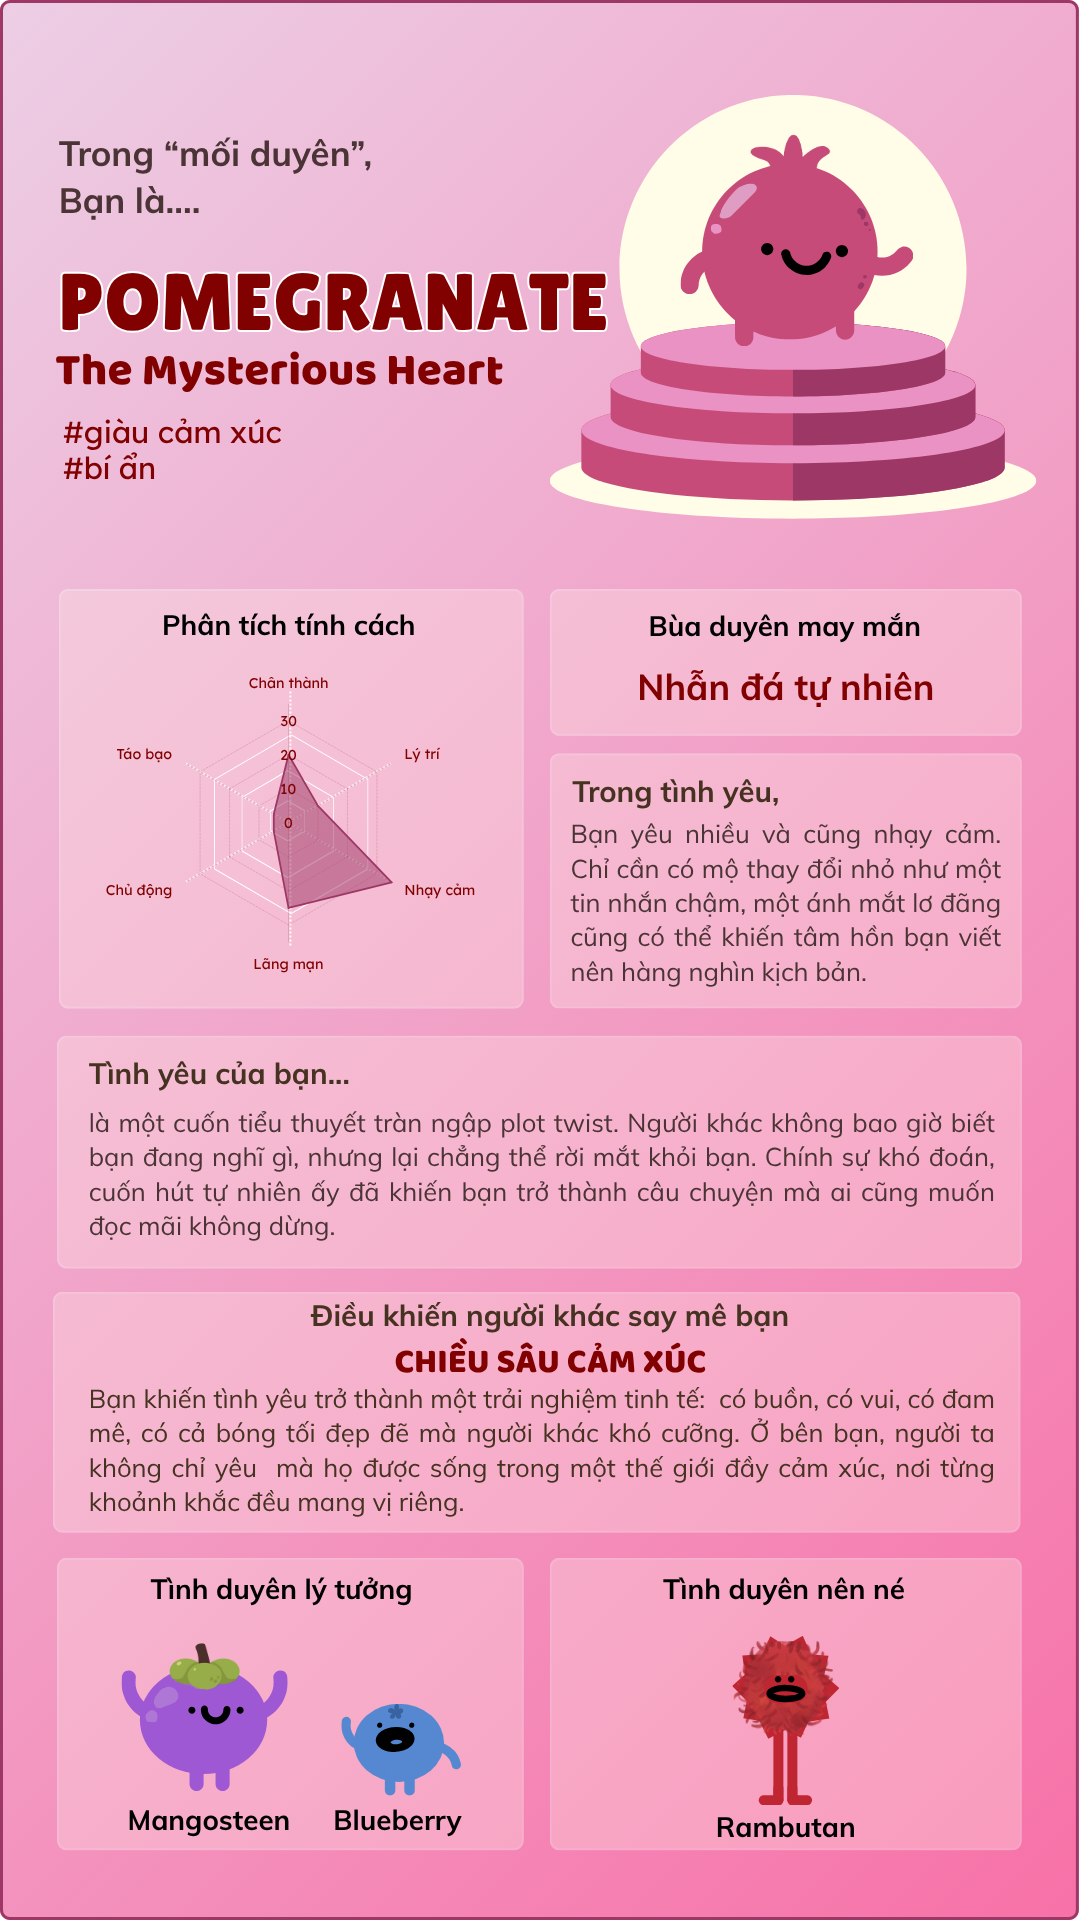 Trong “mối duyên”,
Bạn là....
POMEGRANATE
The Mysterious Heart
#giàu cảm xúc
#bí ẩn
Phân tích tính cách
Chân thành
30
20
10
0
Táo bạo
Lý trí
Chủ động
Nhạy cảm
Lãng mạn
Bùa duyên may mắn
Nhẫn đá tự nhiên
Trong tình yêu,
Bạn yêu nhiều và cũng nhạy cảm.
Chỉ cần có mộ thay đổi nhỏ như một
tin nhắn chậm, một ánh mắt lơ đãng
cũng có thể khiến tâm hồn bạn viết
nên hàng nghìn kịch bản.
Tình yêu của bạn...
là một cuốn tiểu thuyết tràn ngập plot twist. Người khác không bao giờ biết
bạn đang nghĩ gì, nhưng lại chẳng thể rời mắt khỏi bạn. Chính sự khó đoán,
cuốn hút tự nhiên ấy đã khiến bạn trở thành câu chuyện mà ai cũng muốn
đọc mãi không dừng.
Điều khiến người khác say mê bạn
CHIỀU SÂU CẢM XÚC
Bạn khiến tình yêu trở thành một trải nghiệm tinh tế: có buồn, có vui, có đam
mê, có cả bóng tối đẹp đẽ mà người khác khó cưỡng. Ở bên bạn, người ta
không chỉ yêu mà họ được sống trong một thế giới đầy cảm xúc, nơi từng
khoảnh khắc đều mang vị riêng.
Tình duyên lý tưởng
Mangosteen
Blueberry
Tình duyên nên né
Rambutan